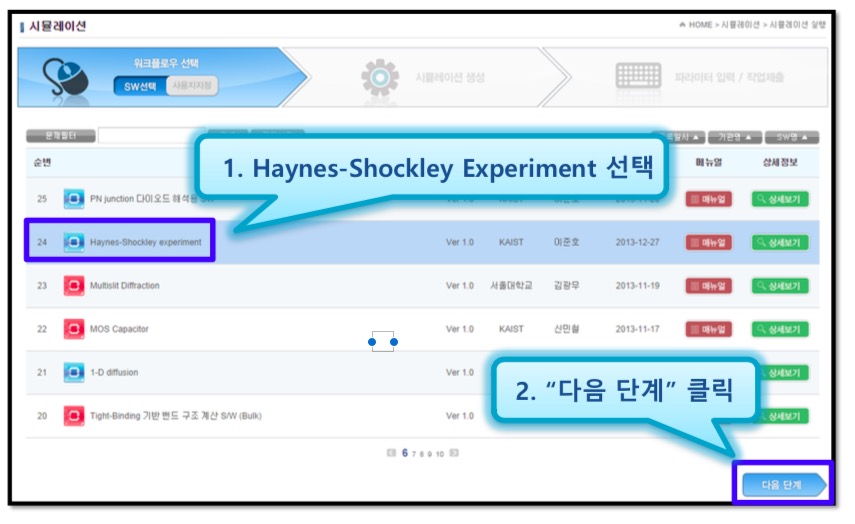 시뮬레이션
HOME > 시뮬레이션 > 시뮬레이션 실행
워크플로우 선택
SW선택 사용자지정
시뮬레이션 생성
파라미터 입력 / 작업제출
문제필터
등록일시 ▲ 기관명 ▲ SW명 ▲
순번 메뉴얼 상세정보
1. Haynes-Shockley Experiment 선택
25 PN junction 다이오드 해석용 메뉴얼 상세보기
24 Haynes-Shockley experiment Ver 1.0 KAIST 이준호 2013-12-27 메뉴얼 상세보기
23 Multislit Diffraction Ver 1.0 서울대학교 김광무 2013-11-19 메뉴얼 상세보기
22 MOS Capacitor Ver 1.0 KAIST 신민철 2013-11-17 메뉴얼 상세보기
21 1-D diffusion Ver 1.0 상세보기
2. “다음 단계” 클릭
20 Tight-Binding 기반 밴드 구조 계산 S/W (Bulk) Ver 1.0 상세보기
6 7 8 9 10
다음 단계